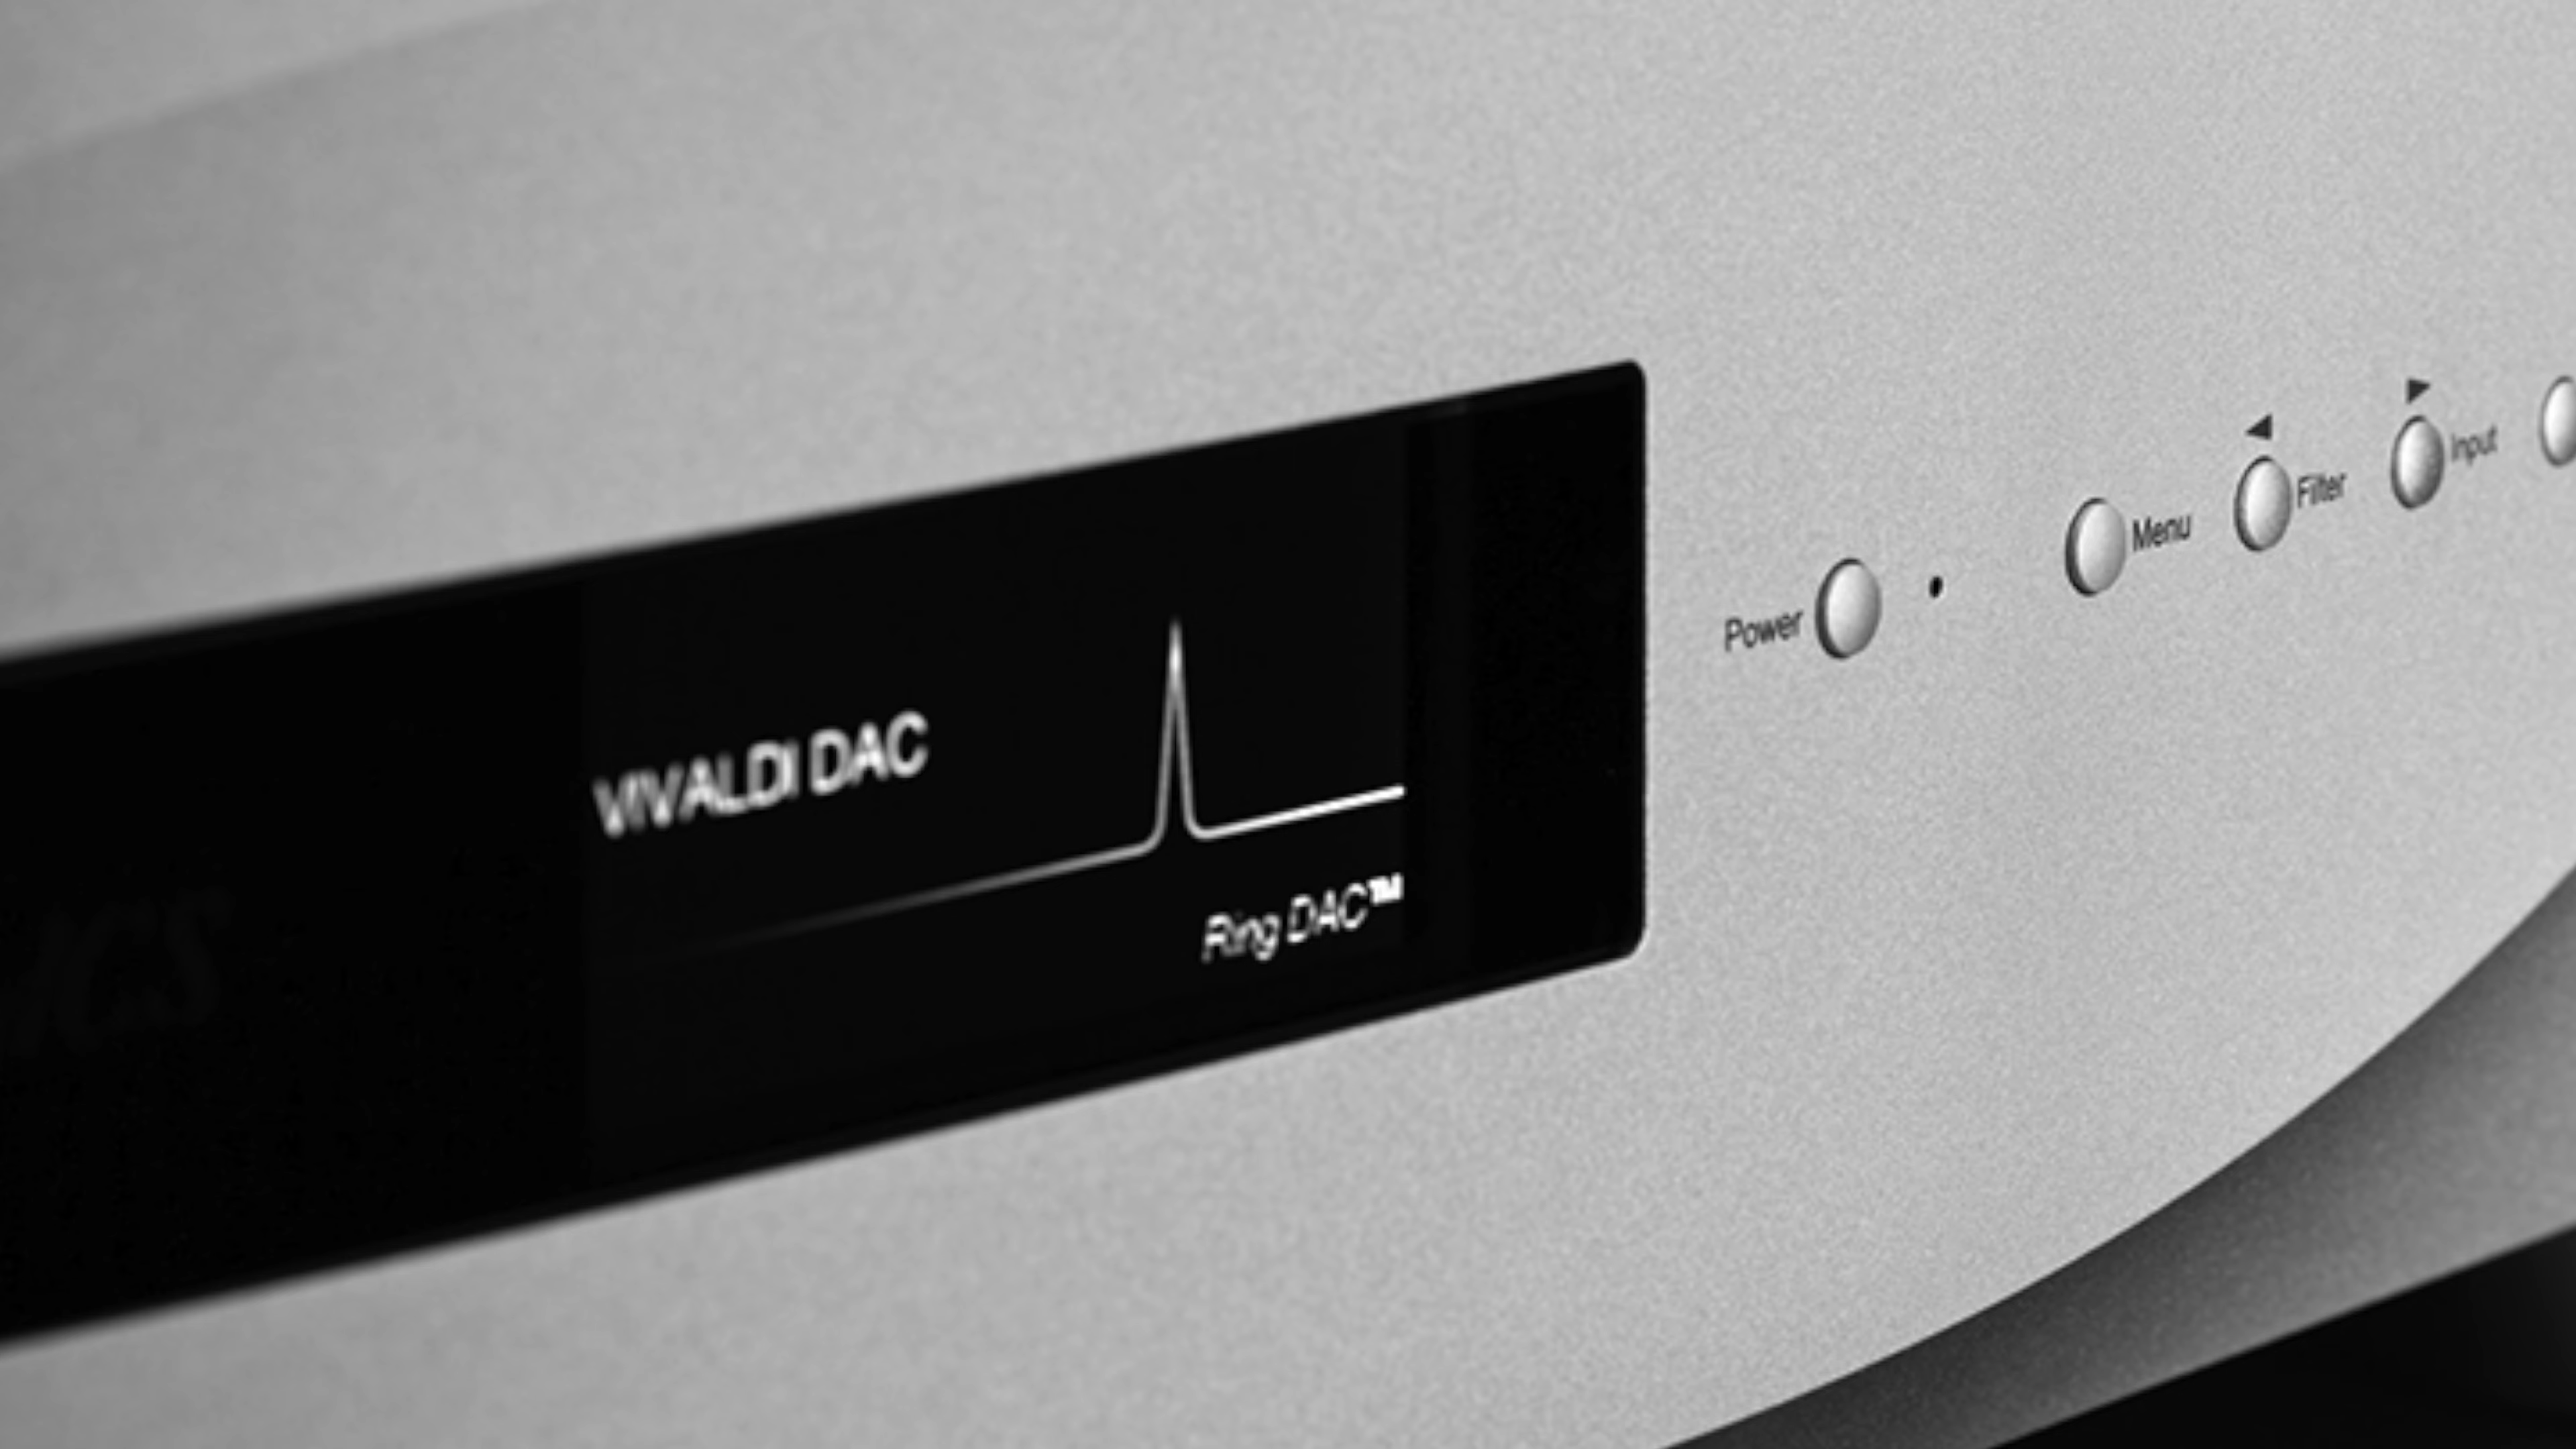 VIVALDI DAC
Ring DAC™
Power
Menu
Filter
Input